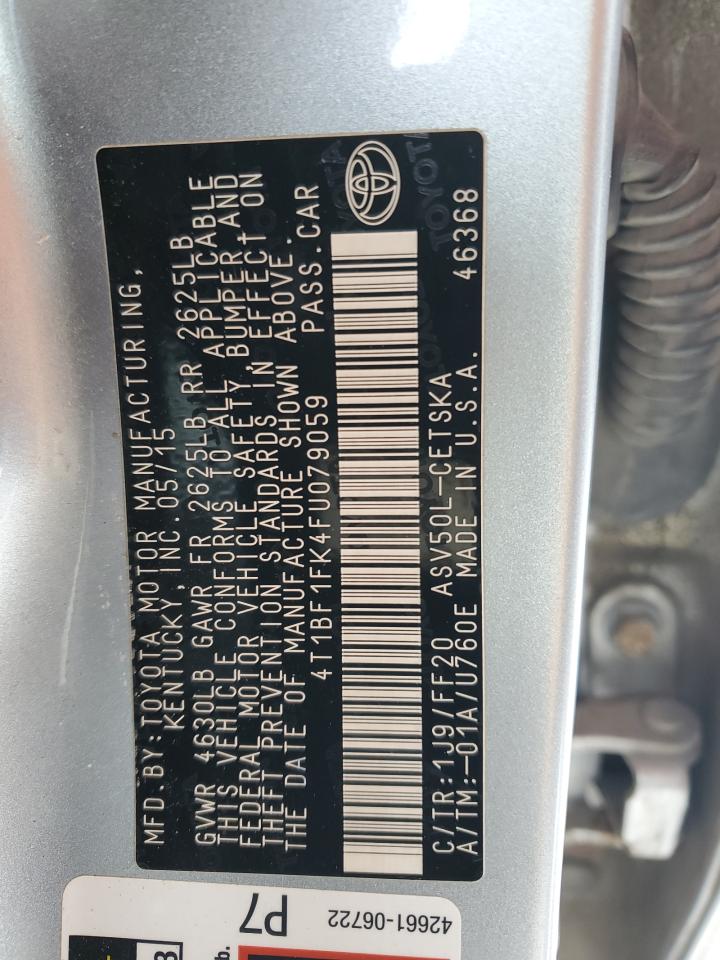 MFD.BY:TOYOTA MOTOR MANUFACTURING,
KENTUCKY, INC.05/15
GVWR 4630LB GAWR FR 2625LB RR 2625LB
THIS VEHICLE CONFORMS TO ALL APPLICABLE
FEDERAL MOTOR VEHICLE SAFETY, BUMPER AND
THEFT PREVENTION STANDARDS IN EFFECT ON
THE DATE OF MANUFACTURE SHOWN ABOVE.
4T1BF1FK4FU079059 PASS.CAR
C/TR:1J9/FF20 ASV50L-CETSKA
A/TM:-01A/U760E MADE IN U.S.A. 46368
42661-06722
P7